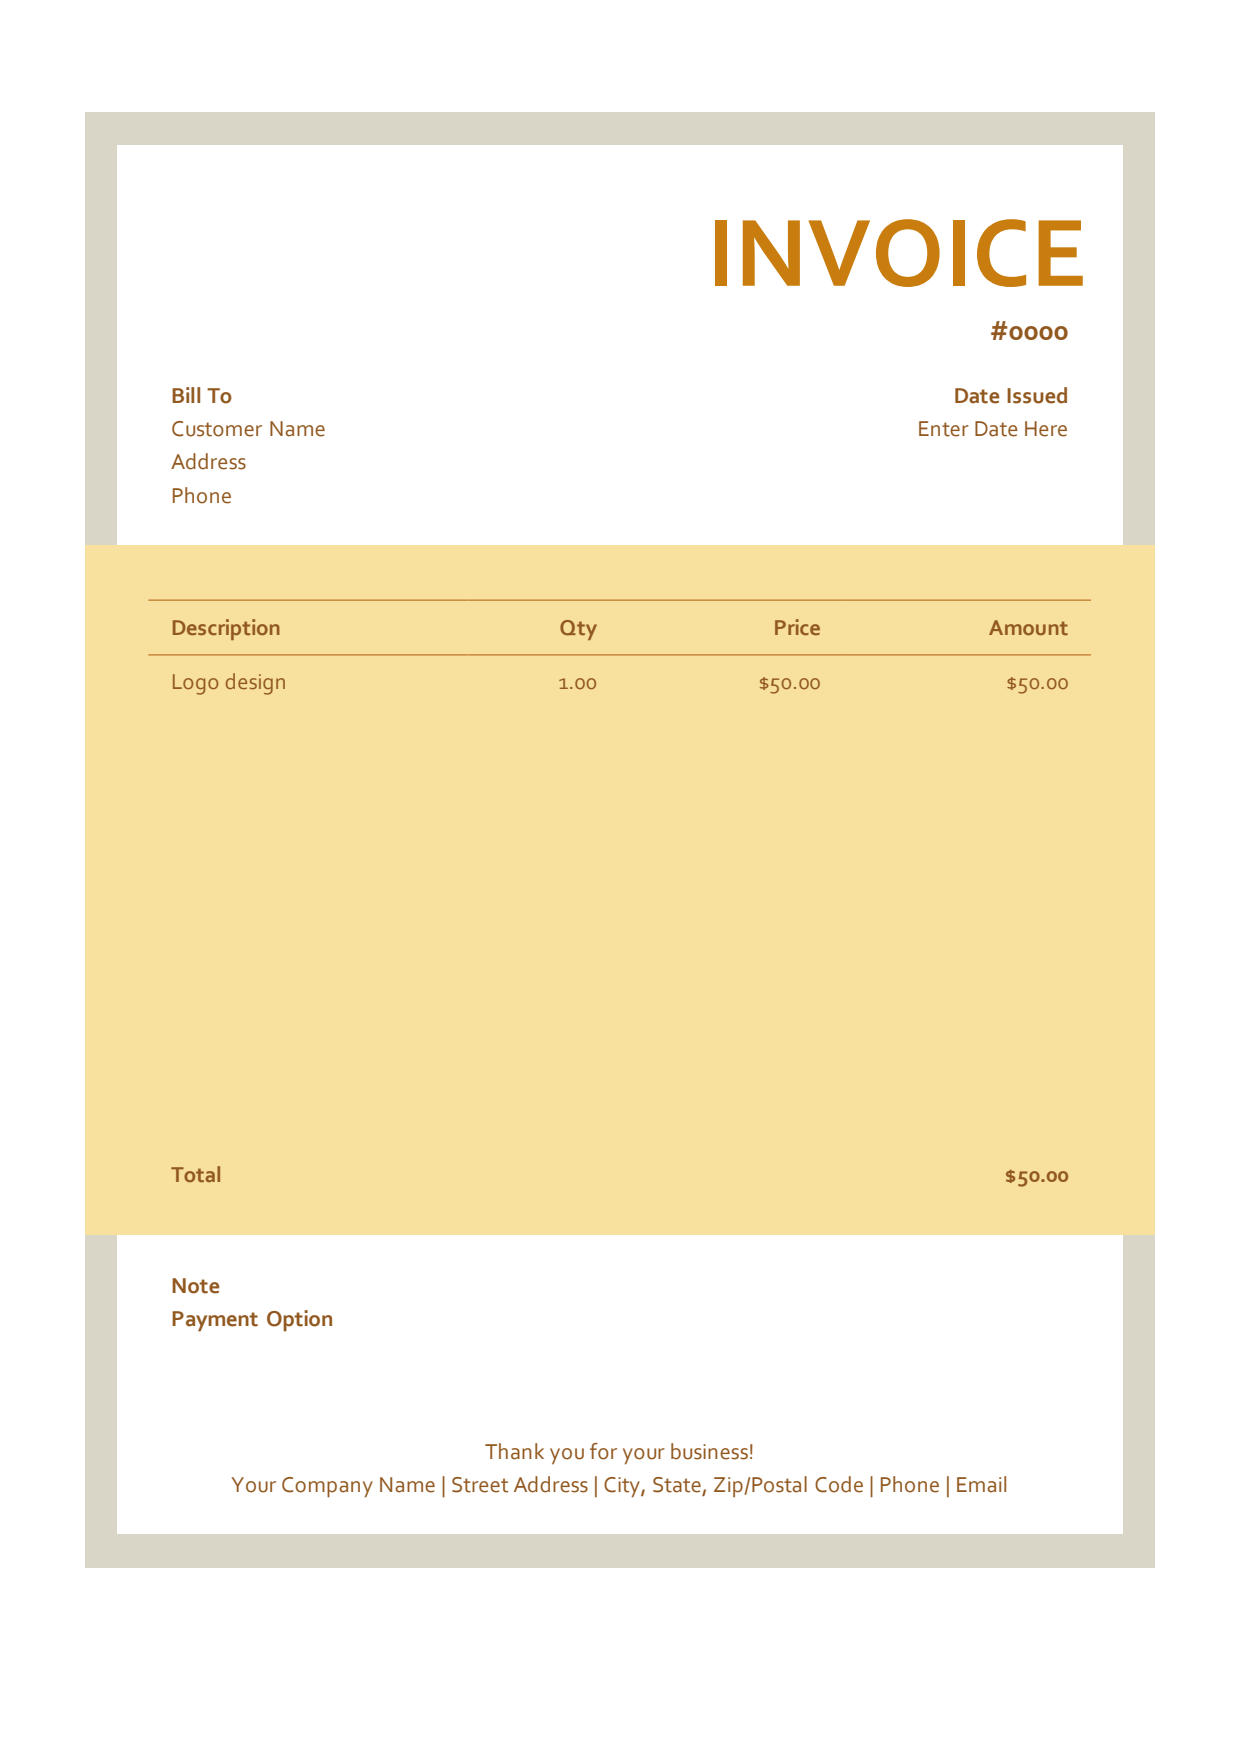 INVOICE
#0000
Bill To Date Issued
Customer Name Enter Date Here
Address
Phone
Description Qty Price Amount
Logo design 1.00 $50.00 $50.00
Total $50.00
Note
Payment Option
Thank you for your business!
Your Company Name | Street Address | City, State, Zip/Postal Code | Phone | Email